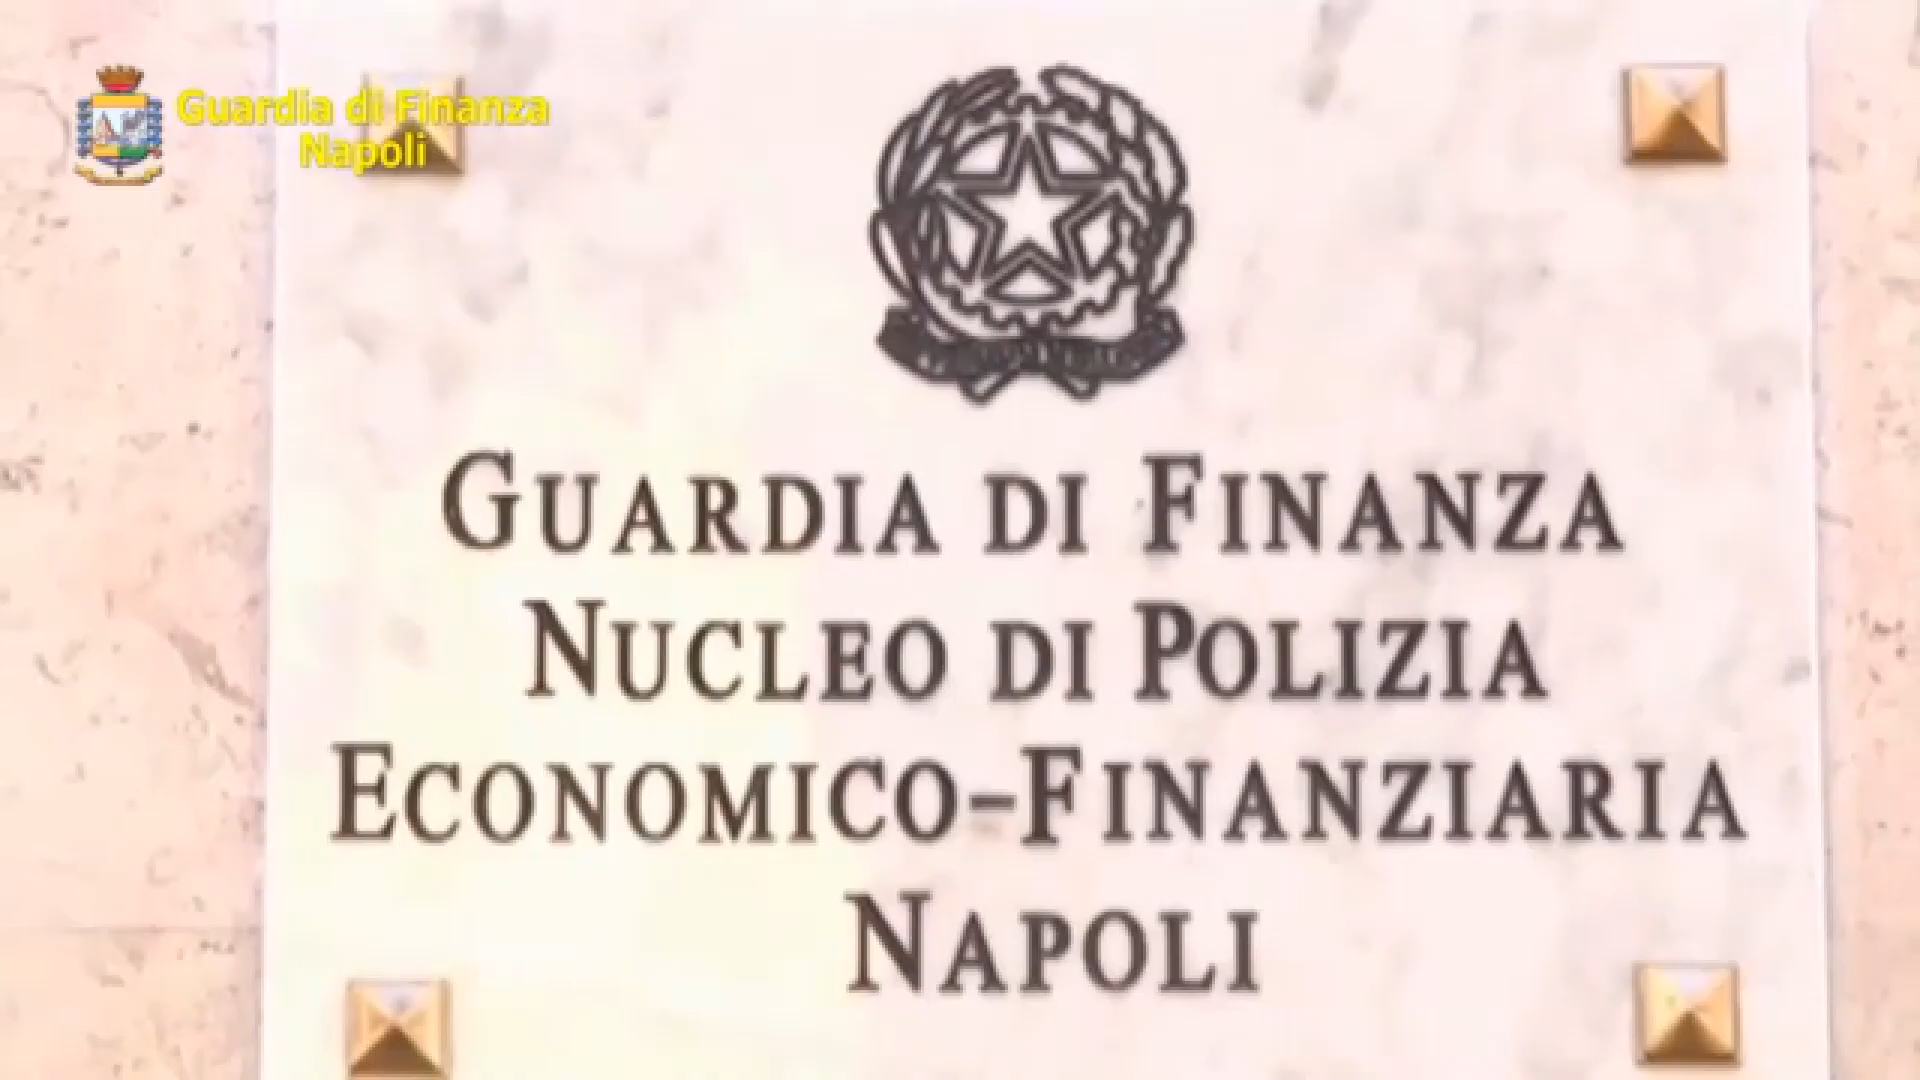 Guardia di Finanza
Napoli
GUARDIA DI FINANZA
NUCLEO DI POLIZIA
ECONOMICO-FINANZIARIA
NAPOLI